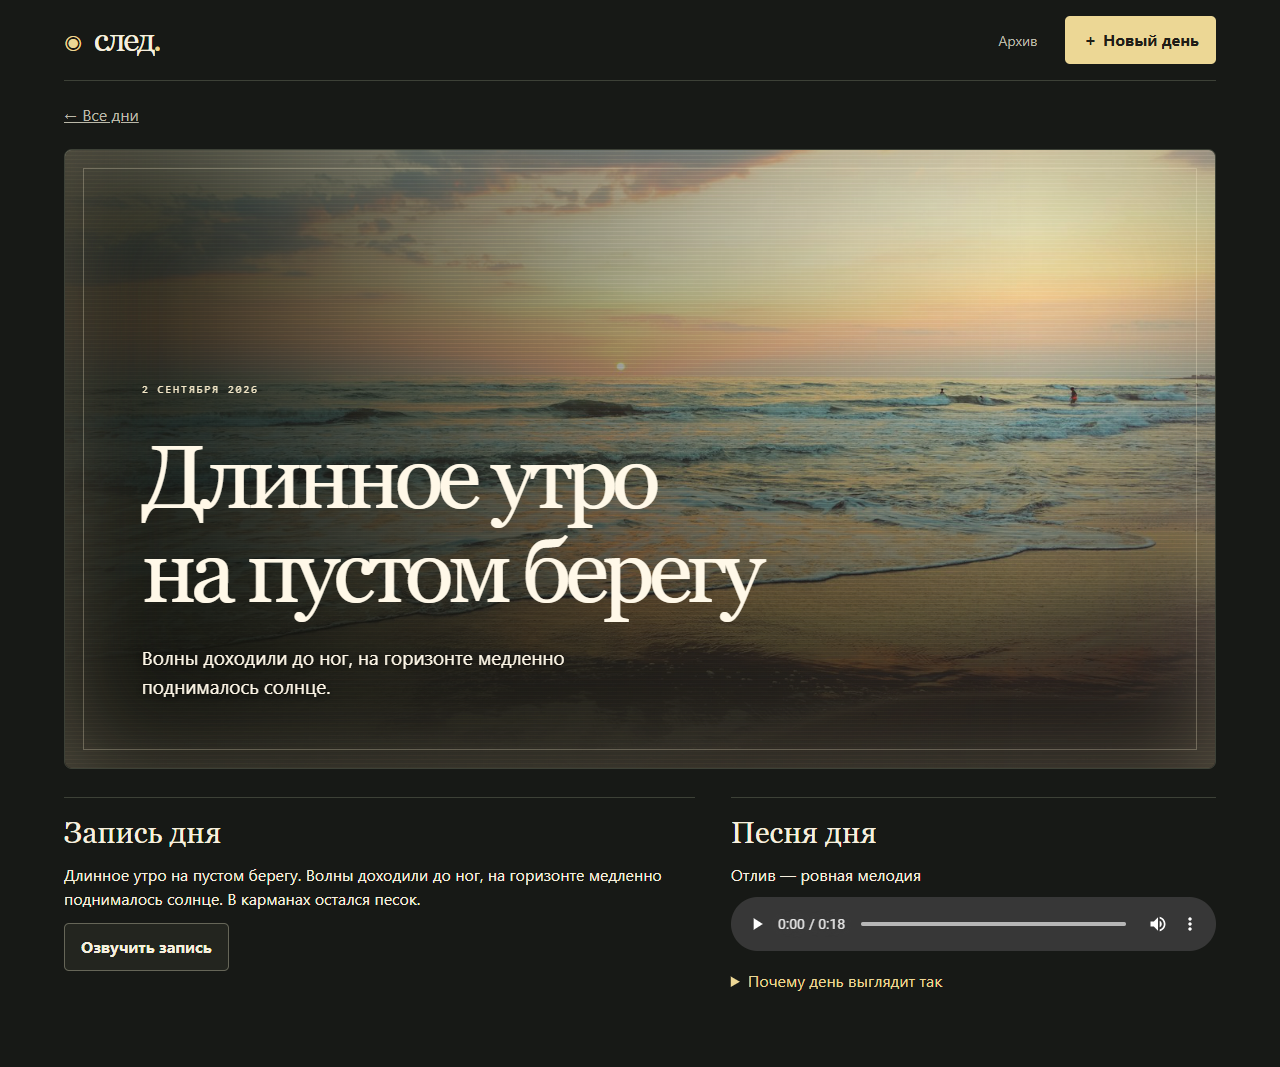 след.
Архив
+ Новый день
← Все дни
2 СЕНТЯБРЯ 2026
Длинное утро
на пустом берегу
Волны доходили до ног, на горизонте медленно
поднималось солнце.
Запись дня
Длинное утро на пустом берегу. Волны доходили до ног, на горизонте медленно
поднималось солнце. В карманах остался песок.
Озвучить запись
Песня дня
Отлив — ровная мелодия
0:00 / 0:18
Почему день выглядит так